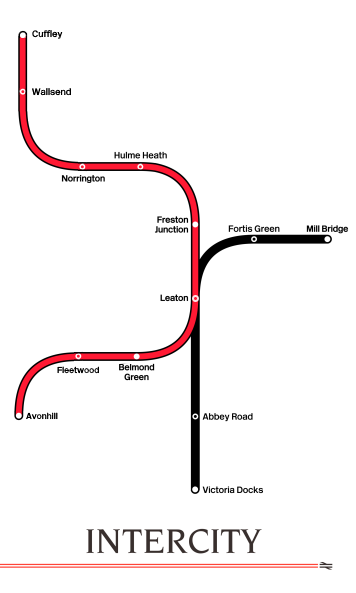 Cuffley
Wallsend
Hulme Heath
Norrington
Freston
Junction
Fortis Green
Mill Bridge
Leaton
Fleetwood
Belmond
Green
Avonhill
Abbey Road
Victoria Docks
INTERCITY